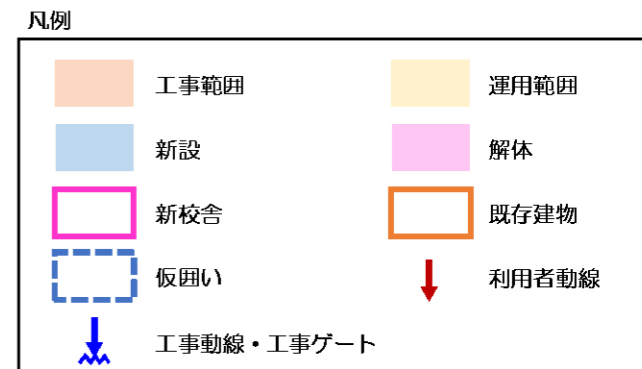 凡例
工事範囲 運用範囲
新設 解体
新校舎 既存建物
仮囲い 利用者動線
工事動線・工事ゲート